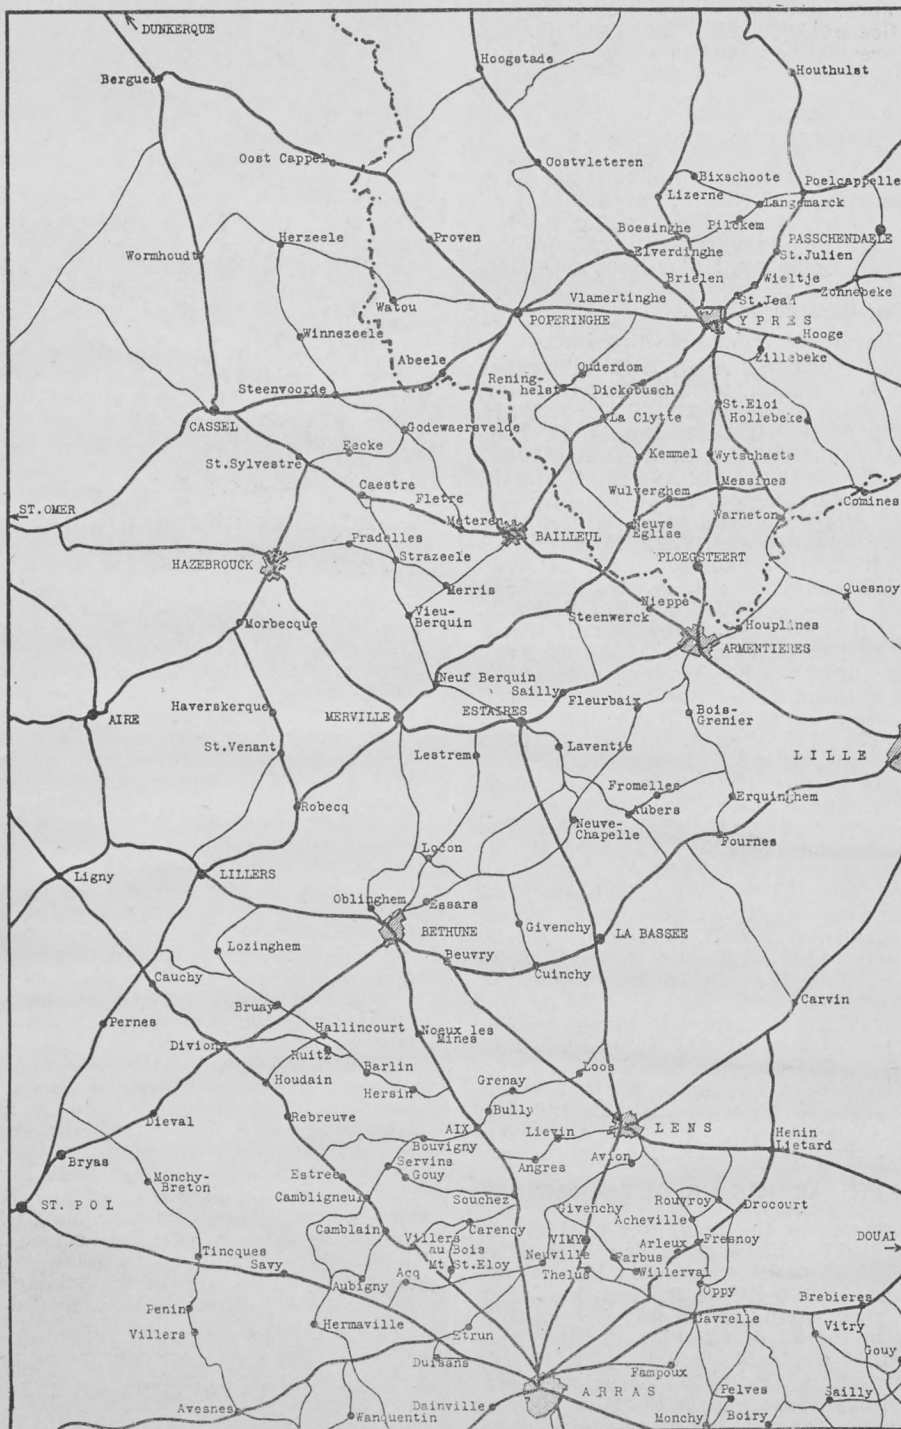 DUNKERQUE
Bergues
Hoogstade
Houthulst
Oost Cappel
Oostvleteren
Bixschoote
Lizerne
Poelcappelle
Langemarck
Pilckem
Boesinghe
PASSCHENDAELE
Proven
Elverdinghe
St.Julien
Herzeele
Wormhoudt
Brielen
Wieltje
Zonnebeke
St.Jean
Watou
Vlamertinghe
POPERINGHE
YPRES
Winnezeele
Hooge
Zillebeke
Abeele
Ouderdom
Reninghelst
Dickebusch
Steenvoorde
CASSEL
St.Eloi
Hollebeke
La Clytte
Godewaersvelde
Eecke
St.Sylvestre
Kemmel
Wytschaete
Messines
Caestre
Wulverghem
Comines
Fletre
ST.OMER
Warneton
Meteren
Neuve
Eglise
BAILLEUL
Pradelles
HAZEBROUCK
Strazeele
PLOEGSTEERT
Merris
Quesnoy
Nieppe
Vieu-
Berquin
Steenwerck
Morbecque
Houplines
ARMENTIERES
Neuf Berquin
Sailly
Fleurbaix
Haverskerque
AIRE
MERVILLE
ESTAIRES
Bois-
Grenier
St.Venant
Lestrem
Laventie
LILLE
Fromelles
Erquinghem
Robecq
Aubers
Neuve-
Chapelle
Fournes
Locon
Ligny
LILLERS
Oblinghem
Essars
BETHUNE
Givenchy
LA BASSEE
Lozinghem
Beuvry
Cuinchy
Cauchy
Carvin
Bruay
Pernes
Hallincourt
Noeux les
Mines
Divion
Ruitz
Barlin
Loos
Houdain
Hersin
Grenay
Dieval
Rebreuve
Bully
AIX
Lievin
LENS
Henin
Lietard
Bouvigny
Bryas
Servins
Gouy
Angres
Avion
Monchy-
Breton
Estree
Cambligneul
Souchez
Rouvroy
Drocourt
ST. POL
Givenchy
Acheville
Camblain
Carency
Villers
au Bois
VIMY
Arleux
Fresnoy
DOUAI
Tincques
Neuville
Farbus
Savy
Mt St.Eloy
Thelus
Willerval
Acq
Aubigny
Oppy
Brebieres
Penin
Gavrelle
Villers
Hermaville
Etrun
Vitry
Duisans
Gouy
Fampoux
ARRAS
Pelves
Sailly
Avesnes
Wanquentin
Dainville
Monchy
Boiry